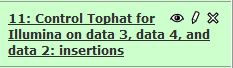 11: Control Tophat for
Illumina on data 3, data 4, and
data 2: insertions